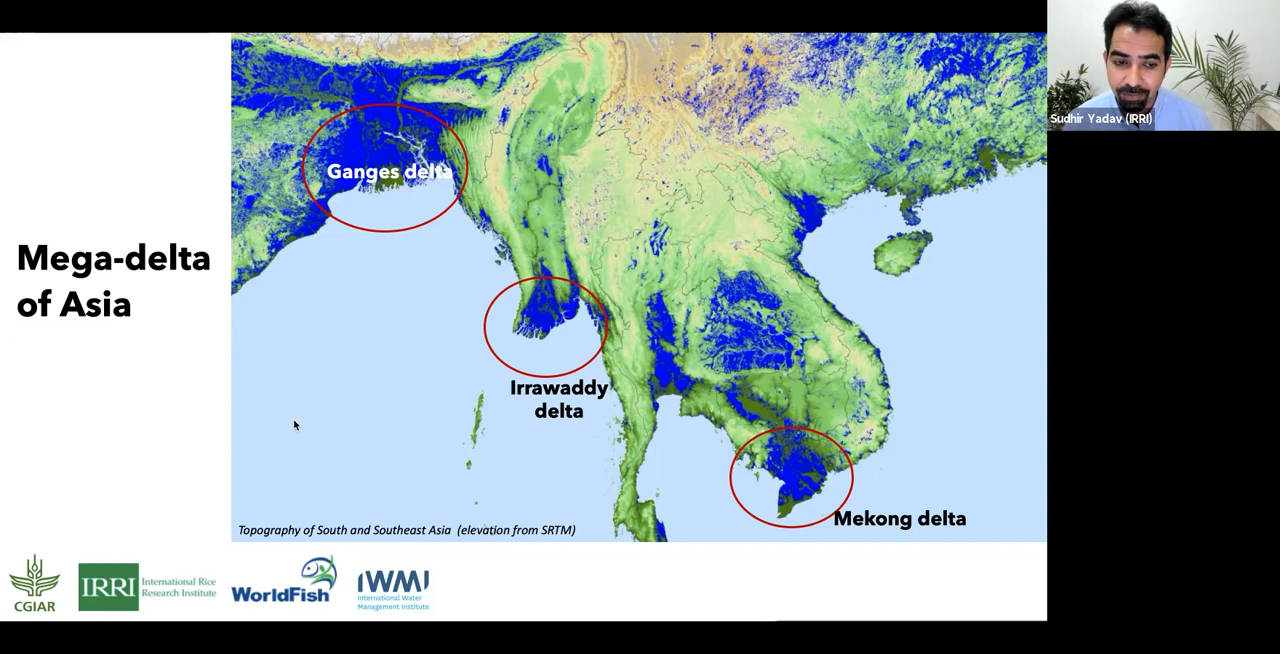 Mega-delta
of Asia
Ganges delta
Irrawaddy
delta
Mekong delta
Topography of South and Southeast Asia (elevation from SRTM)
CGIAR
IRRI
International Rice
Research Institute
WorldFish
IWMI
International Water
Management Institute
Sudhir Yadav (IRRI)